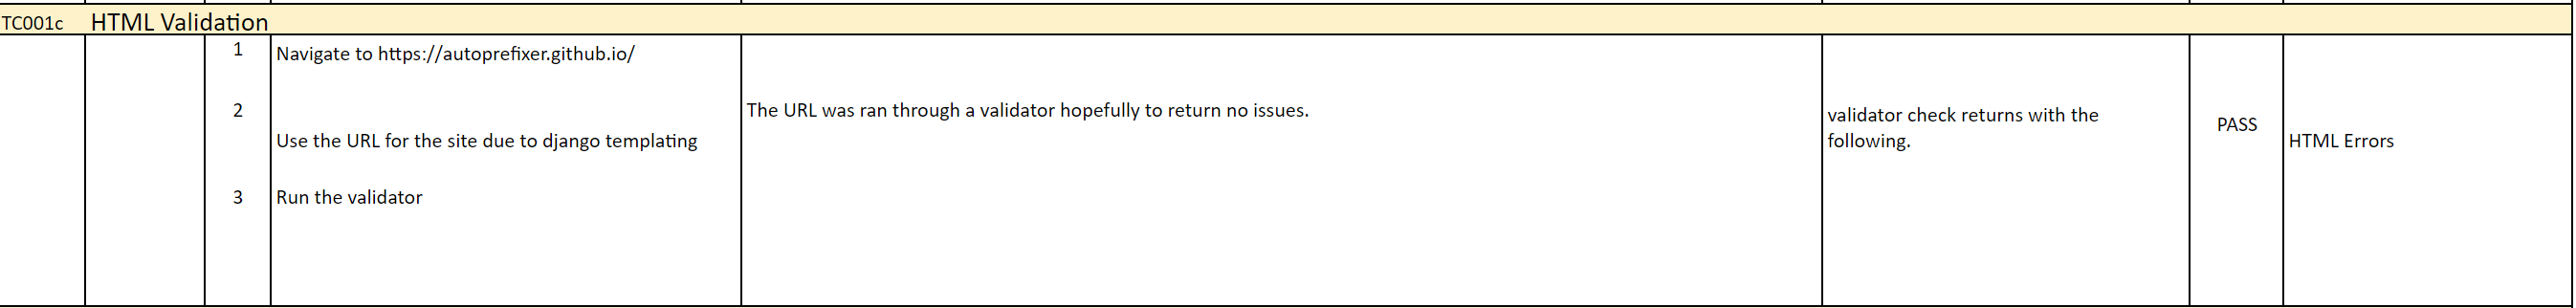 TC001c HTML Validation
1 Navigate to https://autoprefixer.github.io/
2 Use the URL for the site due to django templating
The URL was ran through a validator hopefully to return no issues.
validator check returns with the
following.
PASS
HTML Errors
3 Run the validator